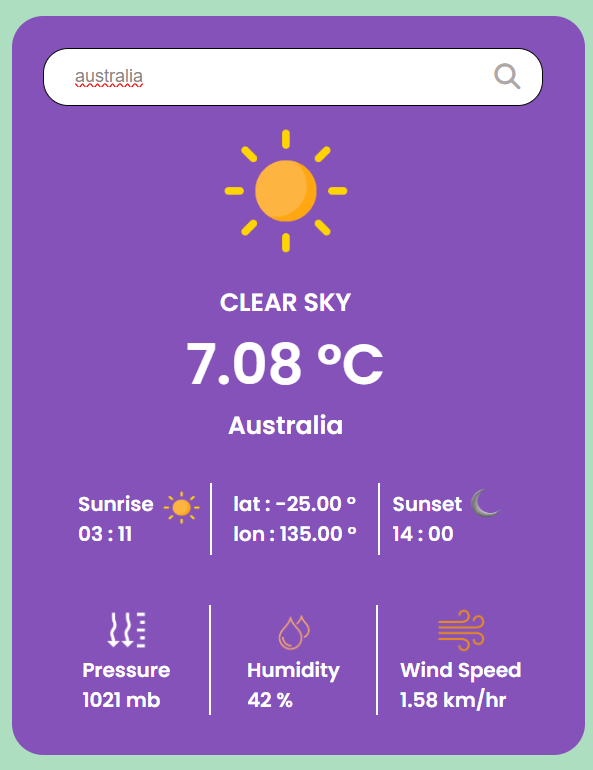 australia
CLEAR SKY
7.08 °C
Australia
Sunrise
03 : 11
lat : -25.00 °
lon : 135.00 °
Sunset
14 : 00
Pressure
1021 mb
Humidity
42 %
Wind Speed
1.58 km/hr